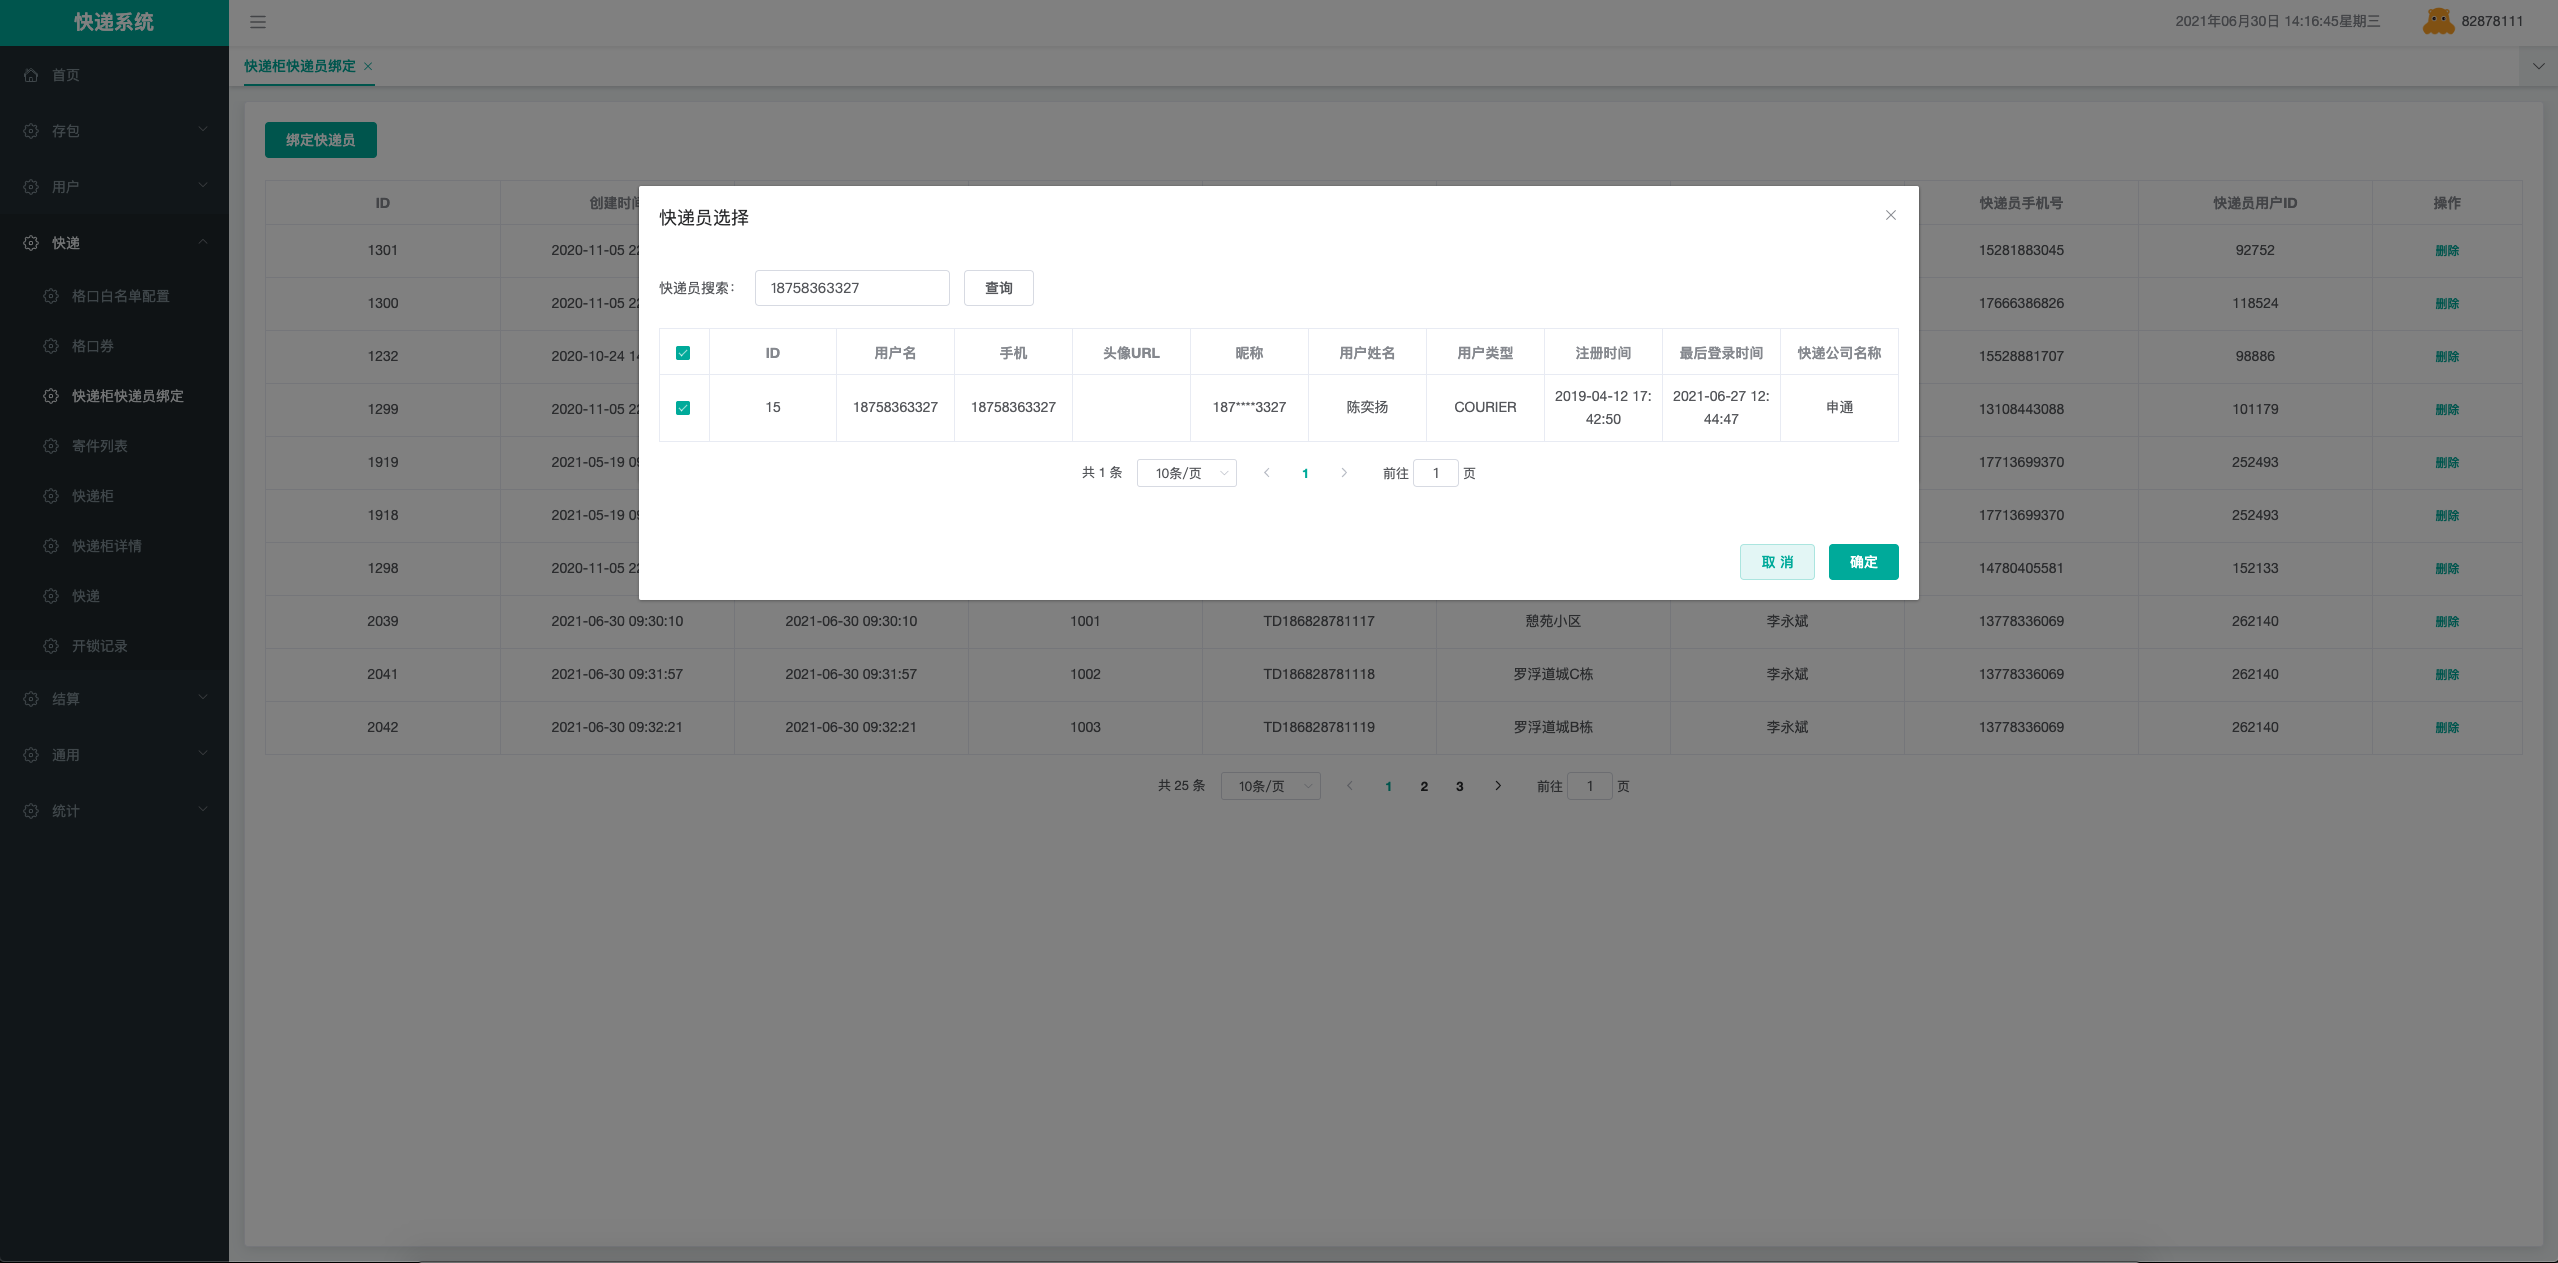 快递系统
2021年06月30日 14:16:45星期三
82878111
首页
存包
用户
快递
格口白名单配置
格口券
快递柜快递员绑定
寄件列表
快递柜
快递柜详情
快递
开锁记录
结算
通用
统计
快递柜快递员绑定
绑定快递员
ID 创建时间 快递员手机号 快递员用户ID 操作
1301 2020-11-05 22 15281883045 92752 删除
1300 2020-11-05 22 17666386826 118524 删除
1232 2020-10-24 14 15528881707 98886 删除
1299 2020-11-05 22 13108443088 101179 删除
1919 2021-05-19 09 17713699370 252493 删除
1918 2021-05-19 09 17713699370 252493 删除
1298 2020-11-05 22 14780405581 152133 删除
2039 2021-06-30 09:30:10 2021-06-30 09:30:10 1001 TD186828781117 憩苑小区 李永斌 13778336069 262140 删除
2041 2021-06-30 09:31:57 2021-06-30 09:31:57 1002 TD186828781118 罗浮道城C栋 李永斌 13778336069 262140 删除
2042 2021-06-30 09:32:21 2021-06-30 09:32:21 1003 TD186828781119 罗浮道城B栋 李永斌 13778336069 262140 删除
共 25 条 10条/页 1 2 3 前往 1 页
快递员选择
快递员搜索: 18758363327 查询
ID 用户名 手机 头像URL 昵称 用户姓名 用户类型 注册时间 最后登录时间 快递公司名称
15 18758363327 18758363327 187****3327 陈奕扬 COURIER 2019-04-12 17:42:50 2021-06-27 12:44:47 申通
共 1 条 10条/页 1 前往 1 页
取 消 确定